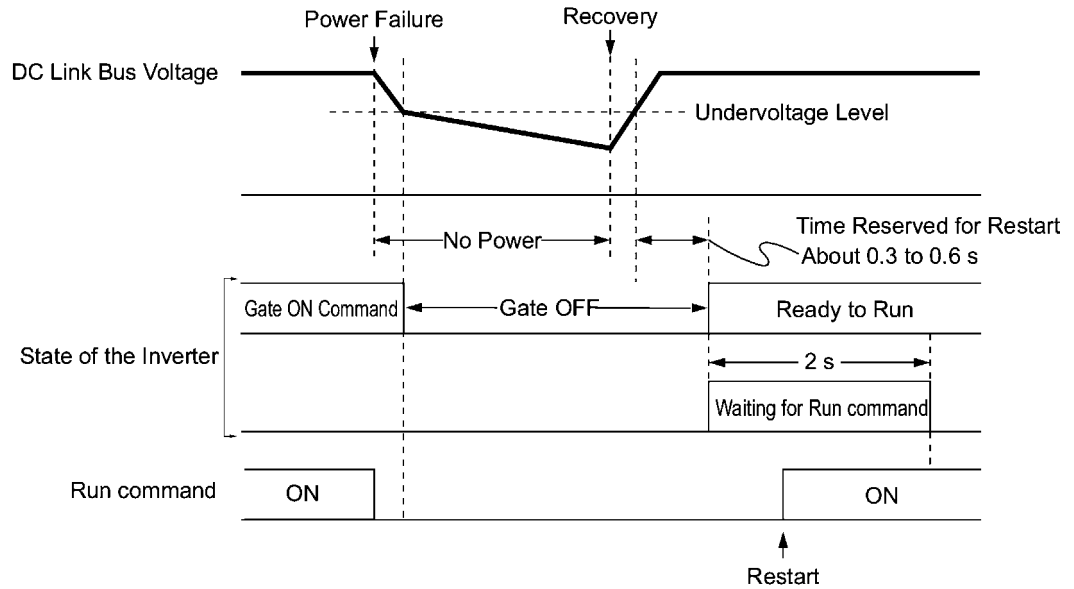 Power Failure
Recovery
DC Link Bus Voltage
Undervoltage Level
No Power
Time Reserved for Restart
About 0.3 to 0.6 s
Gate ON Command
Gate OFF
Ready to Run
State of the Inverter
2 s
Waiting for Run command
Run command
ON
ON
Restart